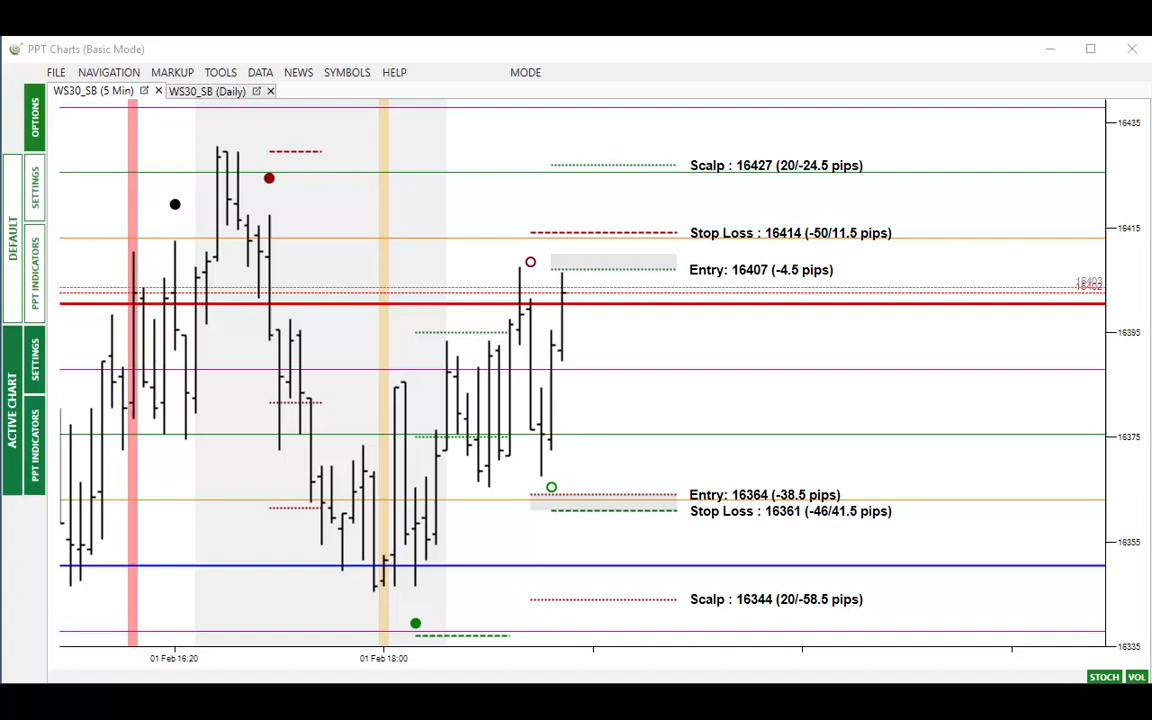 PPT Charts (Basic Mode)
FILE NAVIGATION MARKUP TOOLS DATA NEWS SYMBOLS HELP MODE
WS30_SB (5 Min) WS30_SB (Daily)
OPTIONS
DEFAULT
SETTINGS
PPT INDICATORS
ACTIVE CHART
SETTINGS
PPT INDICATORS
16435
Scalp : 16427 (20/-24.5 pips)
16415
Stop Loss : 16414 (-50/11.5 pips)
Entry: 16407 (-4.5 pips)
16403
16402
16395
16375
Entry: 16364 (-38.5 pips)
Stop Loss : 16361 (-46/41.5 pips)
16355
Scalp : 16344 (20/-58.5 pips)
16335
01 Feb 16:20 01 Feb 18:00
STOCH VOL